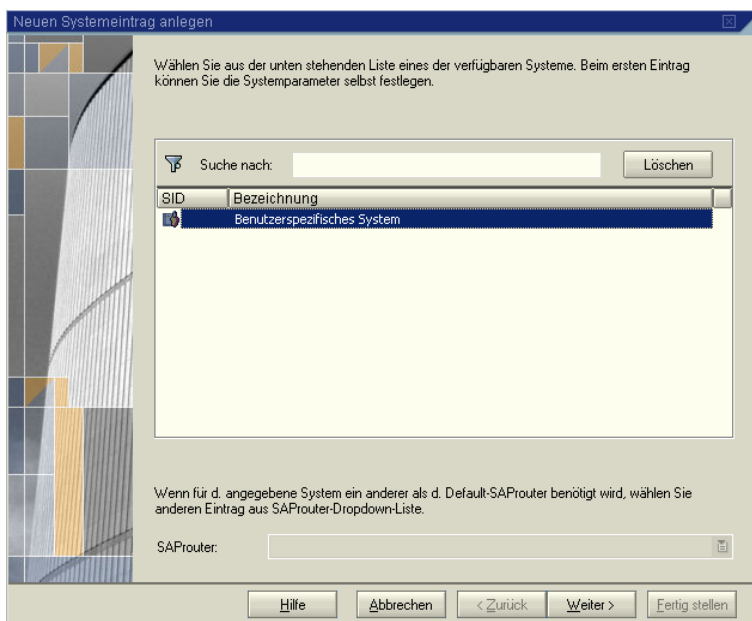 Neuen Systemeintrag anlegen
Wählen Sie aus der unten stehenden Liste eines der verfügbaren Systeme. Beim ersten Eintrag
können Sie die Systemparameter selbst festlegen.
Suche nach:
Löschen
SID Bezeichnung
Benutzerspezifisches System
Wenn für d. angegebene System ein anderer als d. Default-SAProuter benötigt wird, wählen Sie
anderen Eintrag aus SAProuter-Dropdown-Liste.
SAProuter:
Hilfe Abbrechen < Zurück Weiter > Fertig stellen